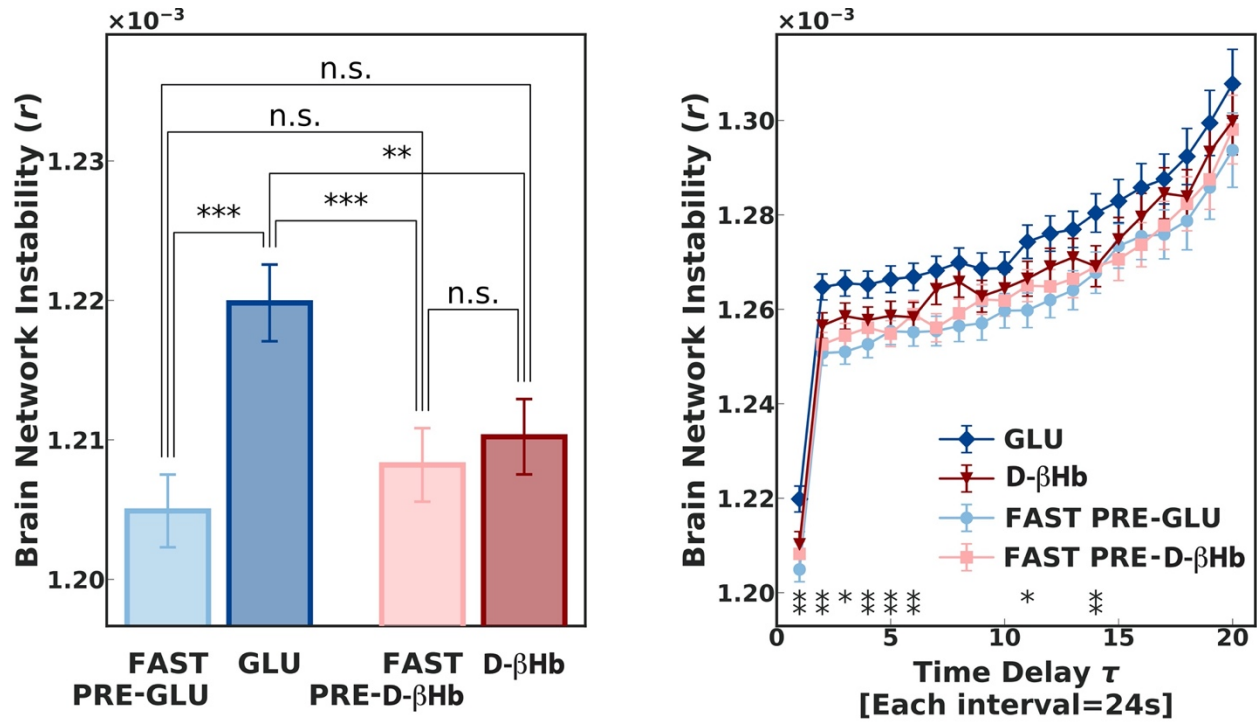 ×10⁻³
Brain Network Instability (r)
1.23
1.22
1.21
1.20
n.s.
n.s.
**
***
***
n.s.
FAST
PRE-GLU
GLU
FAST
PRE-D-βHb
D-βHb
×10⁻³
Brain Network Instability (r)
1.30
1.28
1.26
1.24
1.22
1.20
GLU
D-βHb
FAST PRE-GLU
FAST PRE-D-βHb
* * * * * * * *
* * * * * *
0 5 10 15 20
Time Delay τ
[Each interval=24s]